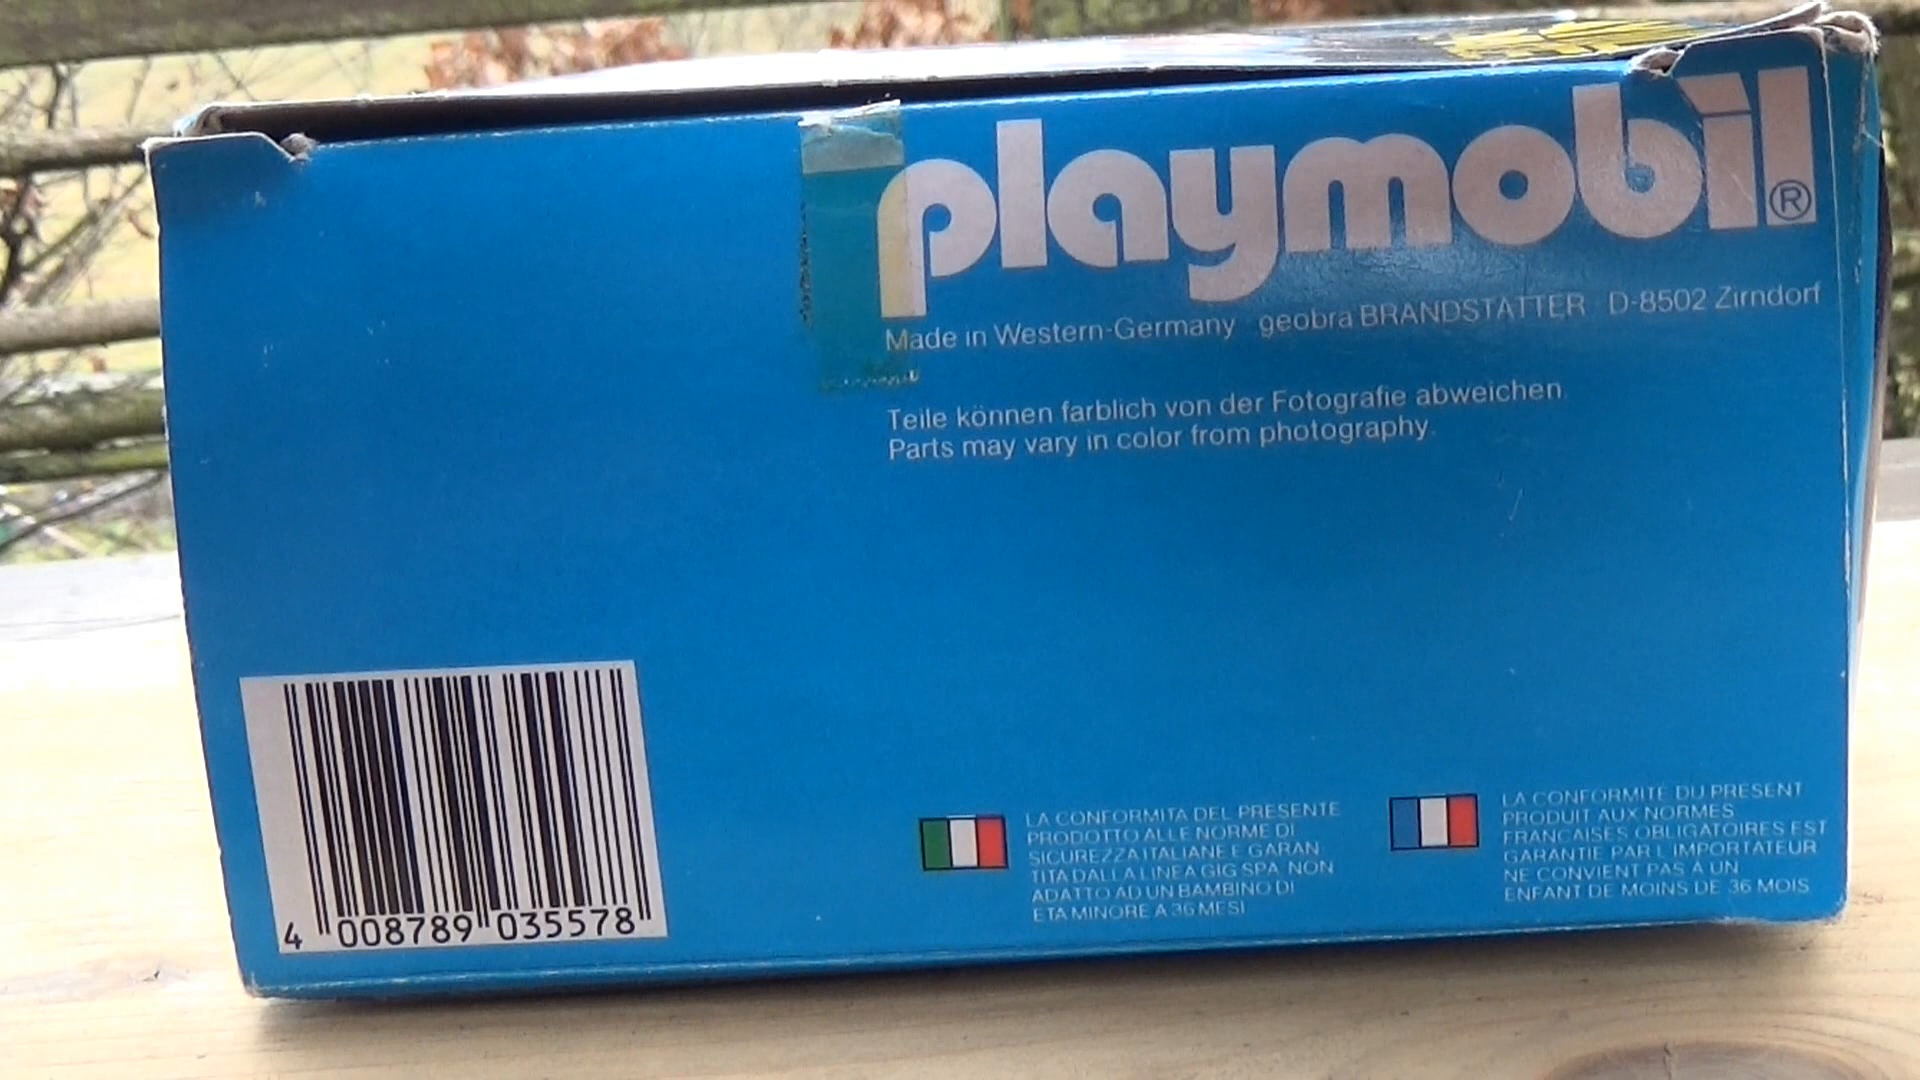 playmobil®
Made in Western-Germany geobra BRANDSTÄTTER D-8502 Zirndorf
Teile können farblich von der Fotografie abweichen.
Parts may vary in color from photography.
4 008789 035578
LA CONFORMITA DEL PRESENTE
PRODOTTO ALLE NORME DI
SICUREZZA ITALIANE E GARAN
TITA DALLA LINEA GIG SPA NON
ADATTO AD UN BAMBINO DI
ETA MINORE A 36 MESI
LA CONFORMITE DU PRESENT
PRODUIT AUX NORMES
FRANCAISES OBLIGATOIRES EST
GARANTIE PAR L IMPORTATEUR
NE CONVIENT PAS A UN
ENFANT DE MOINS DE 36 MOIS